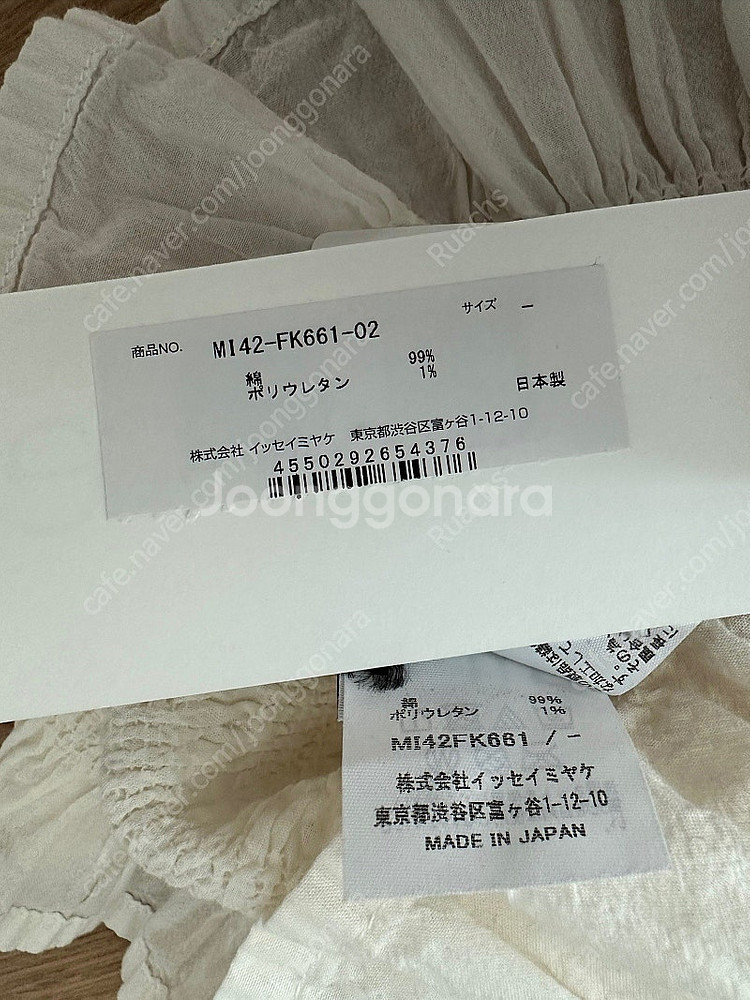 サイズ －
商品NO. MI42-FK661-02
綿 99%
ポリウレタン 1%
日本製
株式会社 イッセイミヤケ 東京都渋谷区富ヶ谷1-12-10
4550292654376
Joonggonara
綿 99%
ポリウレタン 1%
MI42FK661 / －
株式会社イッセイミヤケ
東京都渋谷区富ヶ谷1-12-10
MADE IN JAPAN
cafe.naver.com/joonggonara
Ruachs